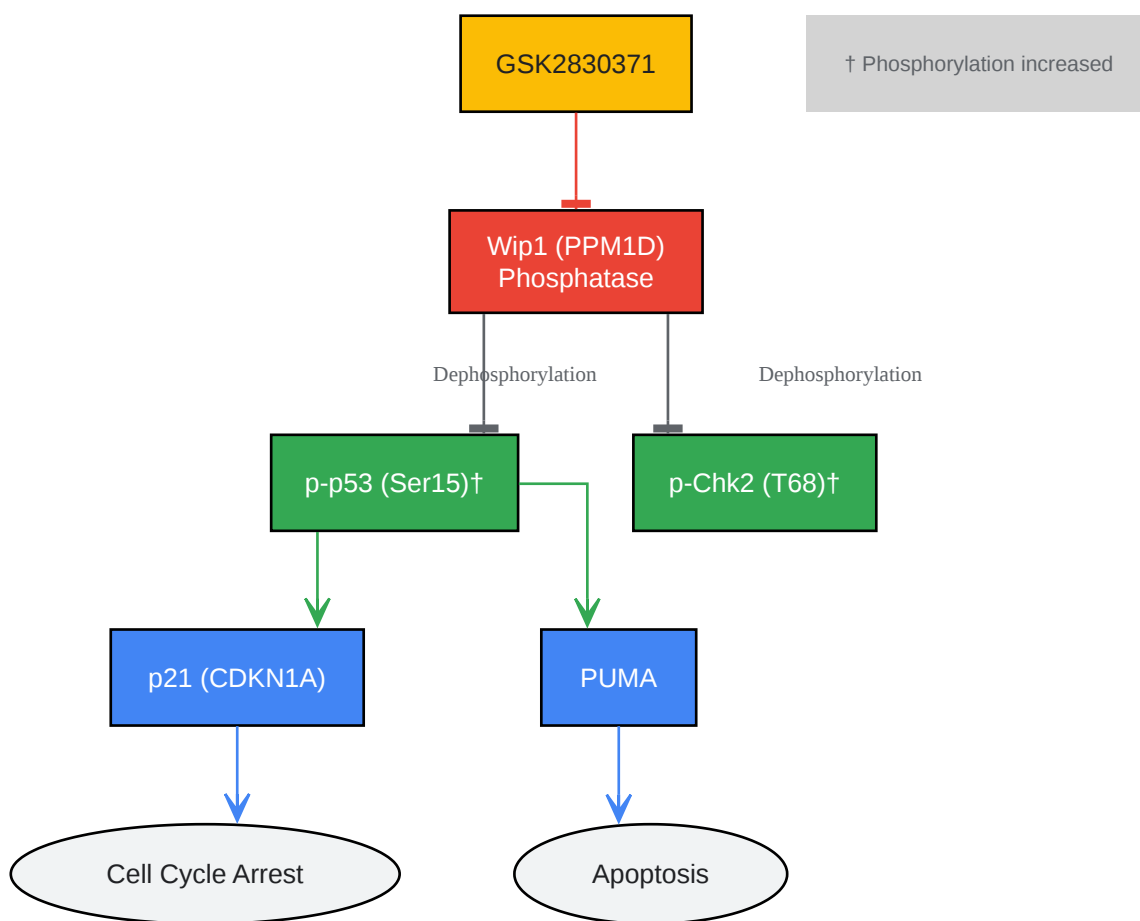 GSK2830371
† Phosphorylation increased
Wip1 (PPM1D)
Phosphatase
Dephosphorylation
Dephosphorylation
p-p53 (Ser15)†
p-Chk2 (T68)†
p21 (CDKN1A)
PUMA
Cell Cycle Arrest
Apoptosis